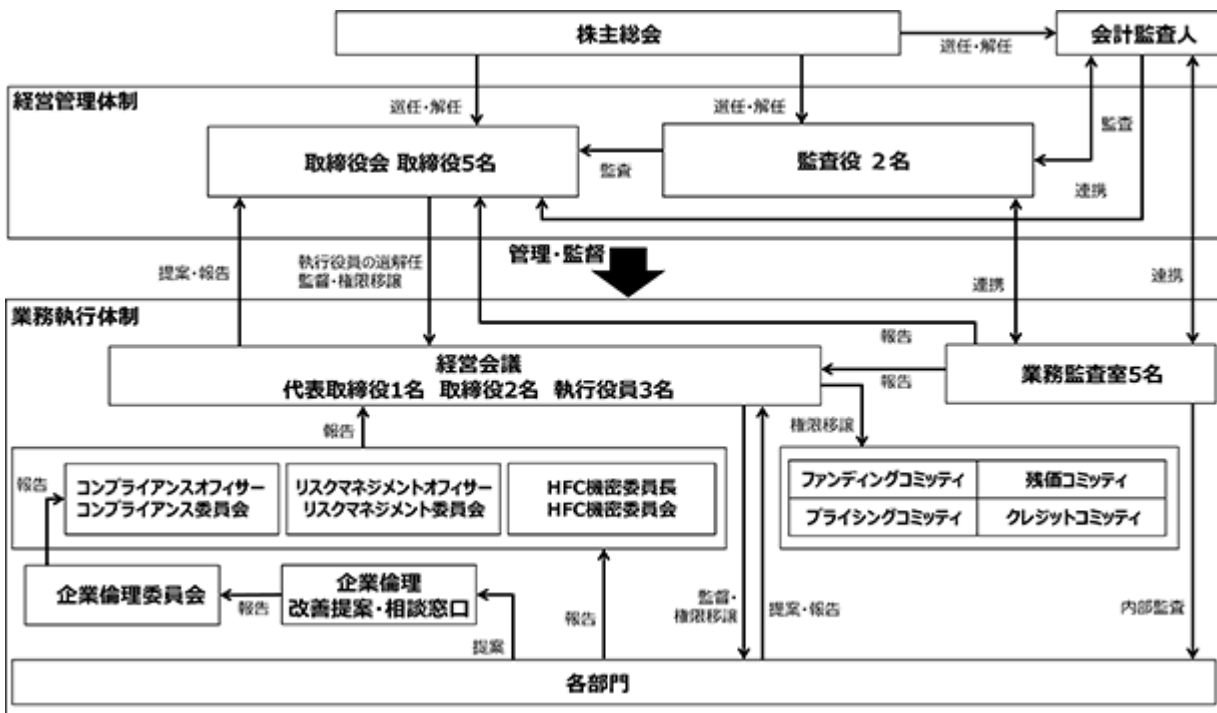 株主総会
選任・解任
会計監査人
経営管理体制
選任・解任
選任・解任
監査
取締役会 取締役5名
監査
監査役 2名
連携
提案・報告
執行役員の選解任
監督・権限移譲
管理・監督
連携
連携
業務執行体制
報告
経営会議
代表取締役1名 取締役2名 執行役員3名
報告
業務監査室5名
報告
権限移譲
報告
コンプライアンスオフィサー
コンプライアンス委員会
リスクマネジメントオフィサー
リスクマネジメント委員会
HFC機密委員長
HFC機密委員会
ファンディングコミッティ
残価コミッティ
プライシングコミッティ
クレジットコミッティ
企業倫理委員会
報告
企業倫理
改善提案・相談窓口
提案
報告
監督・
権限移譲
提案・報告
内部監査
各部門